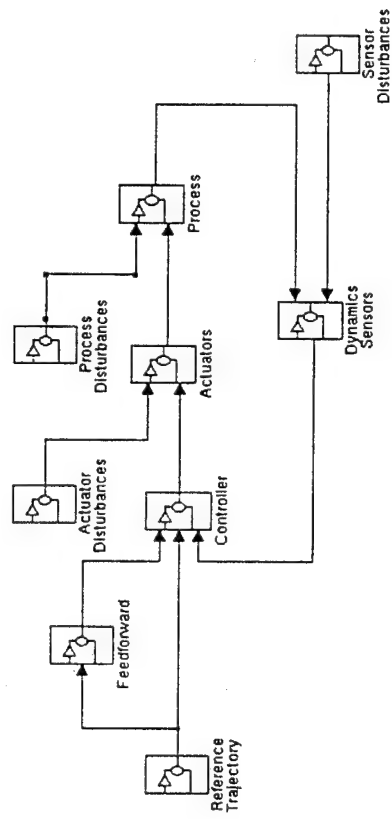 Reference
Trajectory
Feedforward
Controller
Actuator
Disturbances
Actuators
Process
Disturbances
Process
Dynamics
Sensors
Sensor
Disturbances